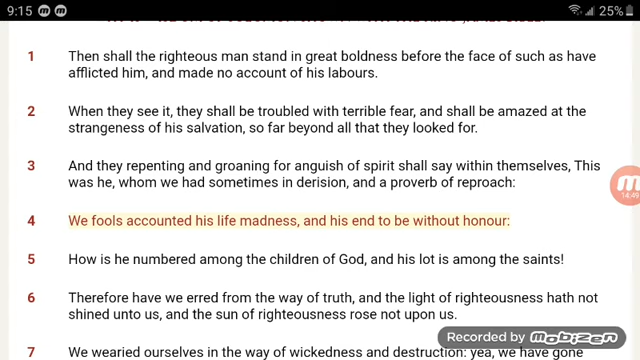 9:15
25%
1 Then shall the righteous man stand in great boldness before the face of such as have
afflicted him, and made no account of his labours.
2 When they see it, they shall be troubled with terrible fear, and shall be amazed at the
strangeness of his salvation, so far beyond all that they looked for.
3 And they repenting and groaning for anguish of spirit shall say within themselves, This
was he, whom we had sometimes in derision, and a proverb of reproach:
4 We fools accounted his life madness, and his end to be without honour:
5 How is he numbered among the children of God, and his lot is among the saints!
6 Therefore have we erred from the way of truth, and the light of righteousness hath not
shined unto us, and the sun of righteousness rose not upon us.
7 We wearied ourselves in the way of wickedness and destruction: yea, we have gone
14:49
Recorded by mobizen